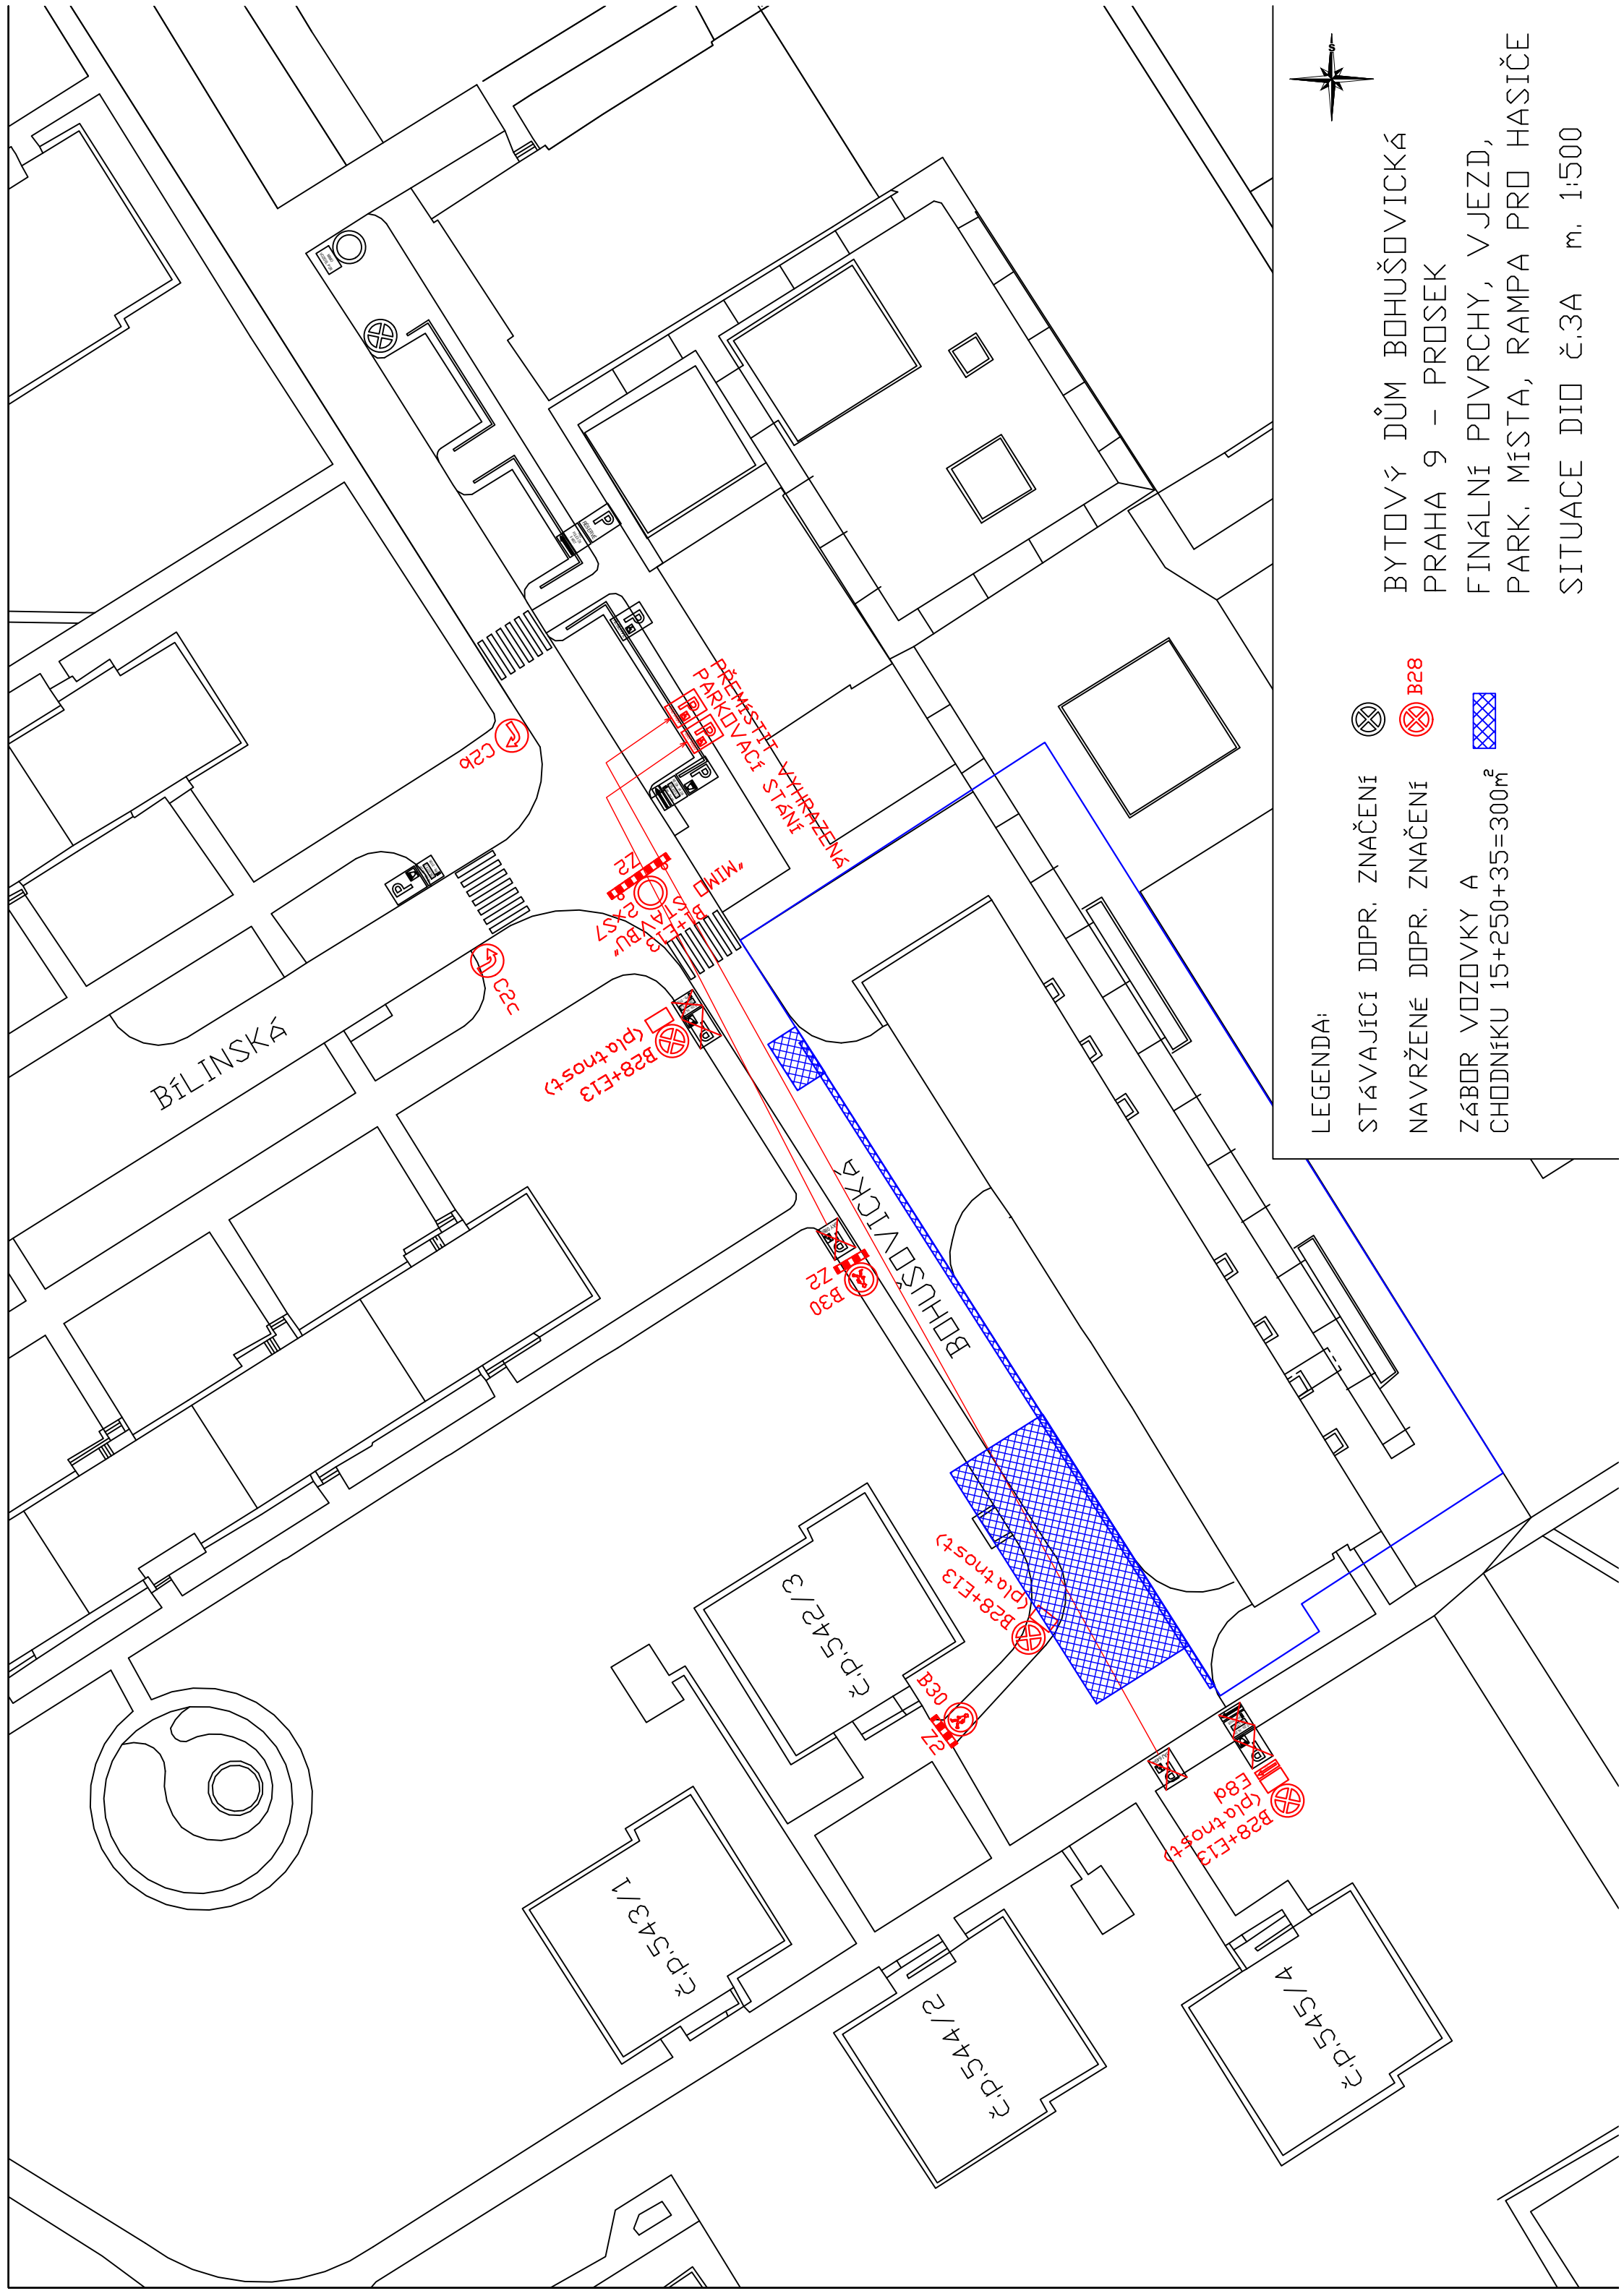 BYTOVÝ DŮM BOHUŠOVICKÁ
PRAHA 9 - PROSEK
FINÁLNÍ POVRCHY, VJEZD,
PARK. MÍSTA, RAMPA PRO HASIČE
SITUACE DIO č.3A m. 1:500
S
LEGENDA:
STÁVAJÍCÍ DOPR. ZNAČENÍ
NAVRŽENÉ DOPR. ZNAČENÍ
B28
ZÁBOR VOZOVKY A
CHODNÍKU 15+250+35=300m²
BÍLINSKÁ
BOHUŠOVICKÁ
č.p.542/3
č.p.543/1
č.p.544/2
č.p.545/4
C2b
C2c
PŘEMÍSTIT VYHRAZENÁ
PARKOVACÍ STÁNÍ
Z2
2xS7
B1+E13
"MIMO
STAVBU"
B28+E13
(platnost)
Z2
B30
B28+E13
(platnost)
B30
Z2
B28+E13
(platnost)
E8d
P
P
P
P
P
P